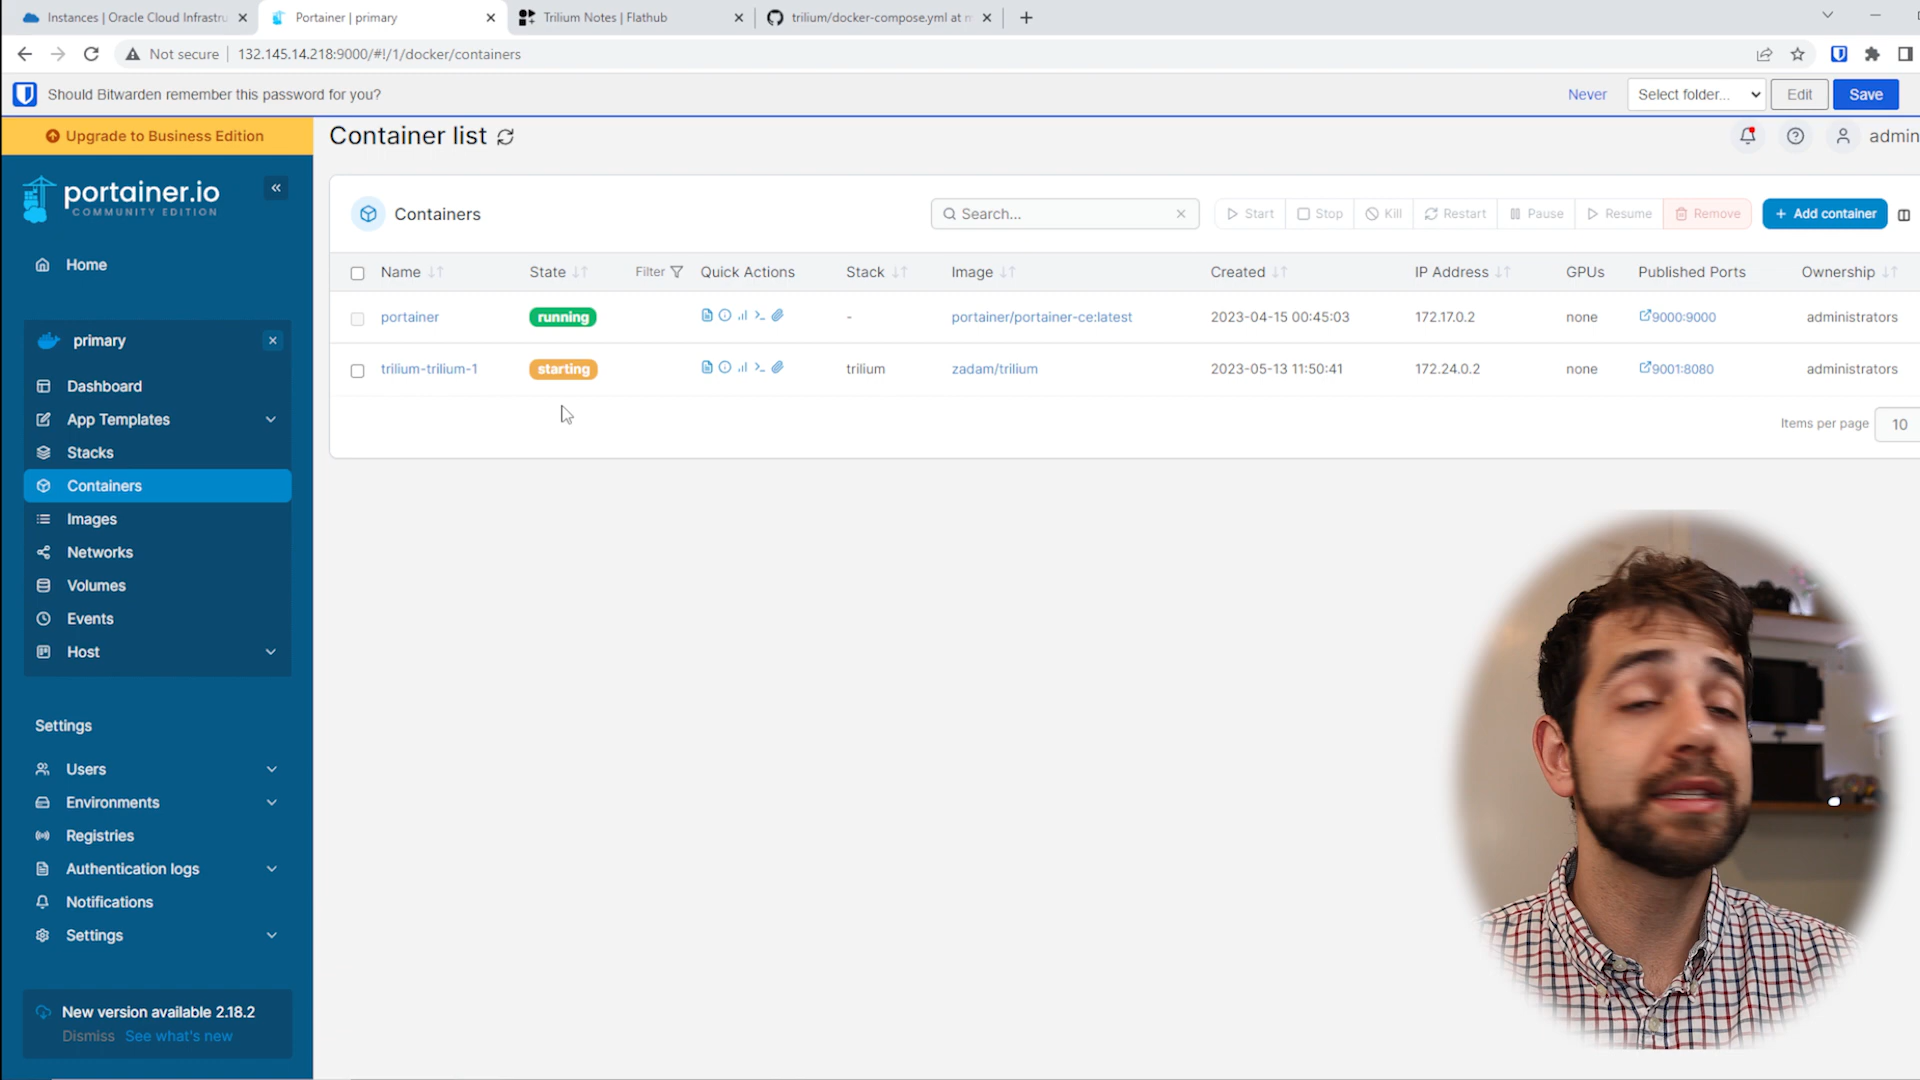 Instances | Oracle Cloud Infrastru
Portainer | primary
Trilium Notes | Flathub
trilium/docker-compose.yml at m
Not secure
132.145.14.218:9000/#!/1/docker/containers
Should Bitwarden remember this password for you?
Never
Select folder...
Edit
Save
Upgrade to Business Edition
portainer.io
COMMUNITY EDITION
Home
primary
Dashboard
App Templates
Stacks
Containers
Images
Networks
Volumes
Events
Host
Settings
Users
Environments
Registries
Authentication logs
Notifications
Settings
New version available 2.18.2
Dismiss See what's new
Container list
admin
Containers
Search...
Start
Stop
Kill
Restart
Pause
Resume
Remove
+ Add container
Name State Filter Quick Actions Stack Image Created IP Address GPUs Published Ports Ownership
portainer running - portainer/portainer-ce:latest 2023-04-15 00:45:03 172.17.0.2 none 9000:9000 administrators
trilium-trilium-1 starting trilium zadam/trilium 2023-05-13 11:50:41 172.24.0.2 none 9001:8080 administrators
Items per page 10